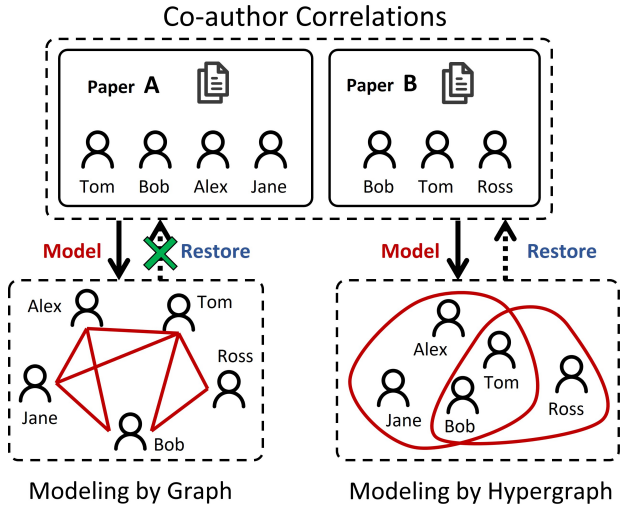 Co-author Correlations
Paper A
Paper B
Tom Bob Alex Jane
Bob Tom Ross
Model
Restore
Model
Restore
Alex
Tom
Ross
Jane
Bob
Alex
Tom
Jane
Bob
Ross
Modeling by Graph
Modeling by Hypergraph